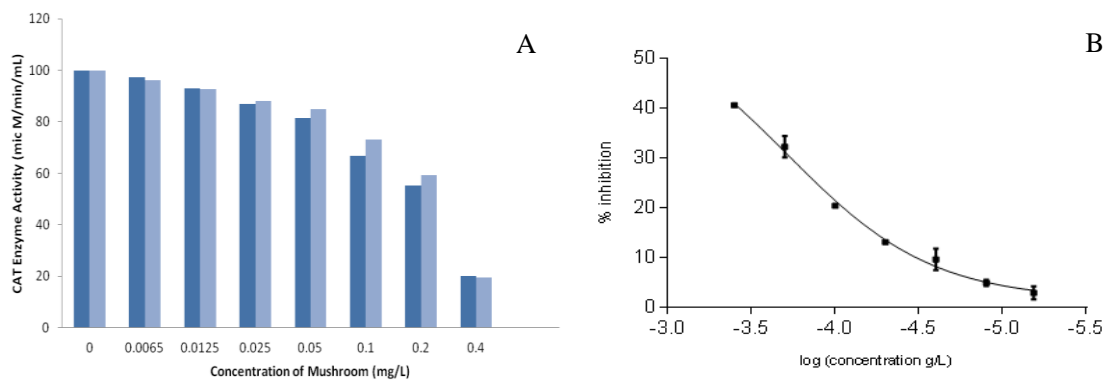 A
120
100
80
60
40
20
0
CAT Enzyme Activity (mic M/min/mL)
0 0.0065 0.0125 0.025 0.05 0.1 0.2 0.4
Concentration of Mushroom (mg/L)
B
50
40
30
20
10
0
% inhibition
-3.0 -3.5 -4.0 -4.5 -5.0 -5.5
log (concentration g/L)